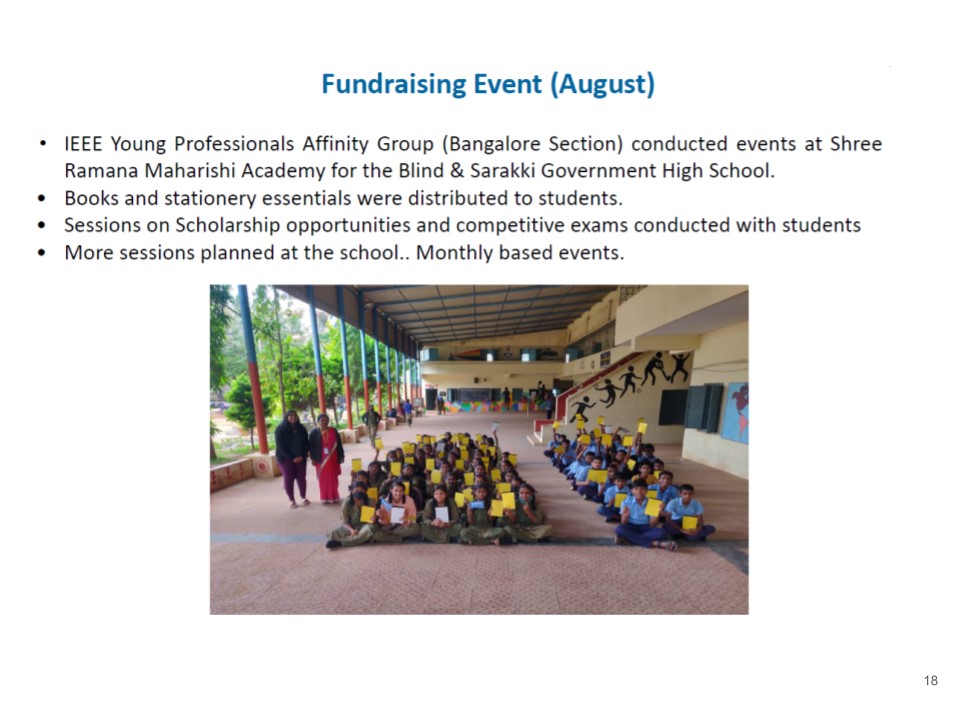 Fundraising Event (August)
• IEEE Young Professionals Affinity Group (Bangalore Section) conducted events at Shree
Ramana Maharishi Academy for the Blind & Sarakki Government High School.
• Books and stationery essentials were distributed to students.
• Sessions on Scholarship opportunities and competitive exams conducted with students
• More sessions planned at the school.. Monthly based events.
18